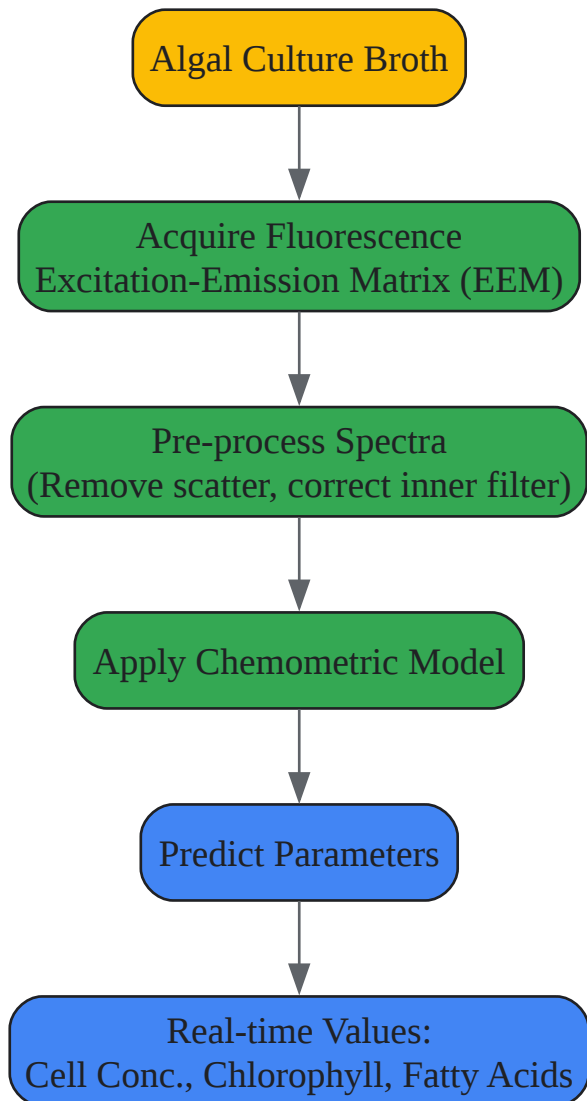 Algal Culture Broth
Acquire Fluorescence
Excitation-Emission Matrix (EEM)
Pre-process Spectra
(Remove scatter, correct inner filter)
Apply Chemometric Model
Predict Parameters
Real-time Values:
Cell Conc., Chlorophyll, Fatty Acids